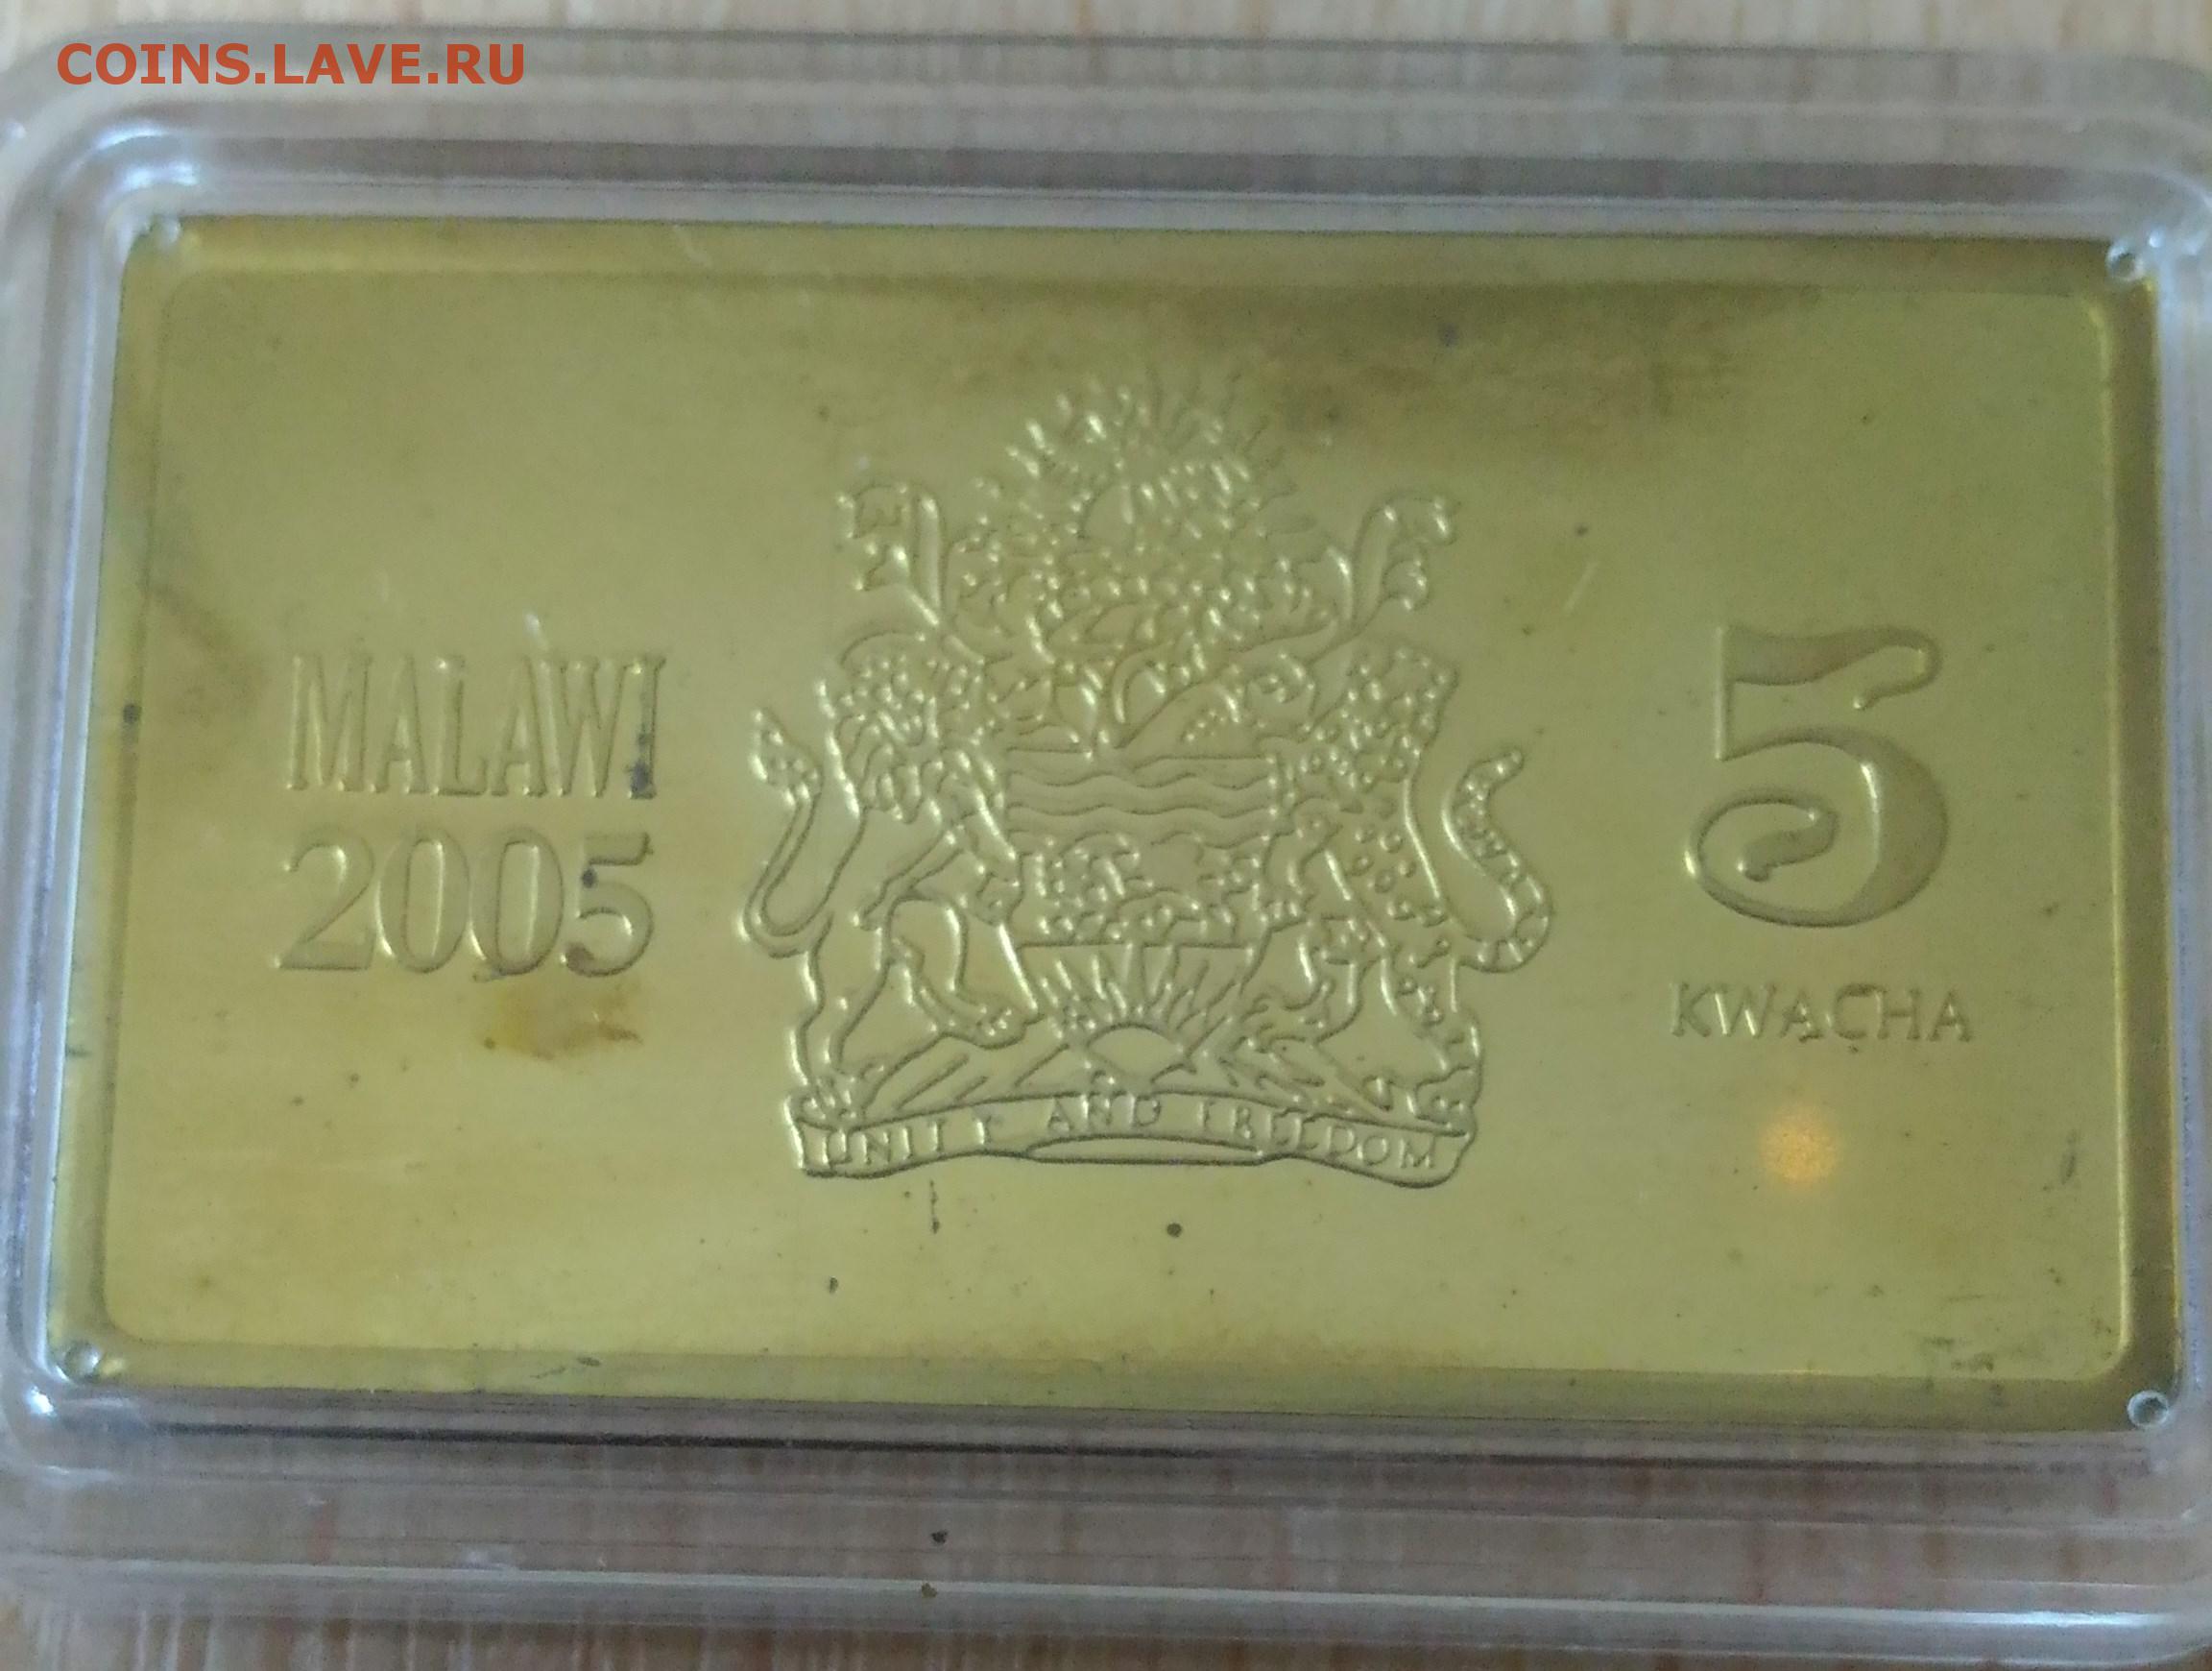 COINS.LAVE.RU
MALAWI
2005
5
KWACHA
UNITY AND FREEDOM